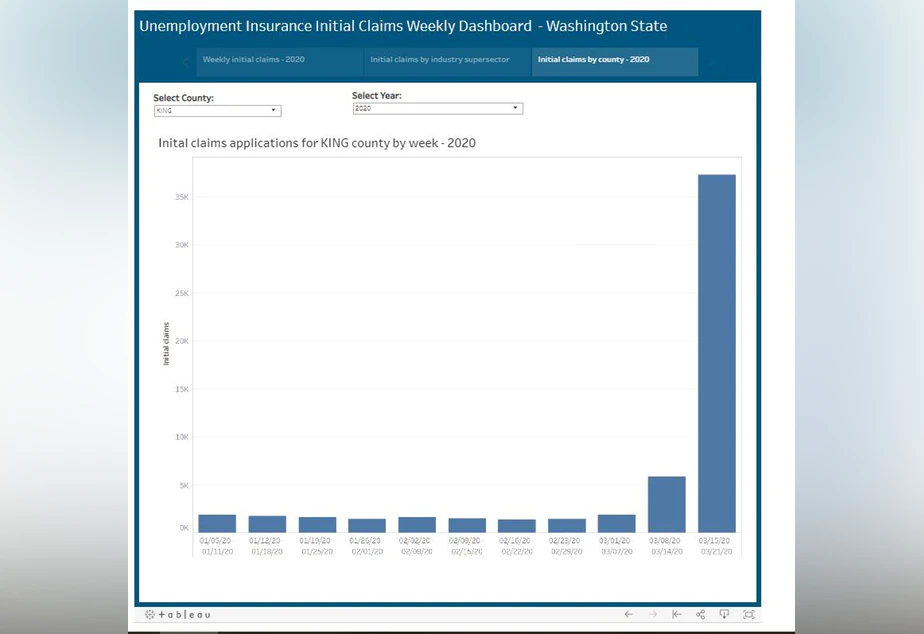 Unemployment Insurance Initial Claims Weekly Dashboard - Washington State
Weekly initial claims - 2020
Initial claims by industry supersector
Initial claims by county - 2020
Select County:
KING
Select Year:
2020
Inital claims applications for KING county by week - 2020
35K
30K
25K
20K
15K
10K
5K
0K
Initial claims
01/05/20 01/12/20 01/19/20 01/26/20 02/02/20 02/09/20 02/16/20 02/23/20 03/01/20 03/08/20 03/15/20
01/11/20 01/18/20 01/25/20 02/01/20 02/08/20 02/15/20 02/22/20 02/29/20 03/07/20 03/14/20 03/21/20
+ a b l e a u